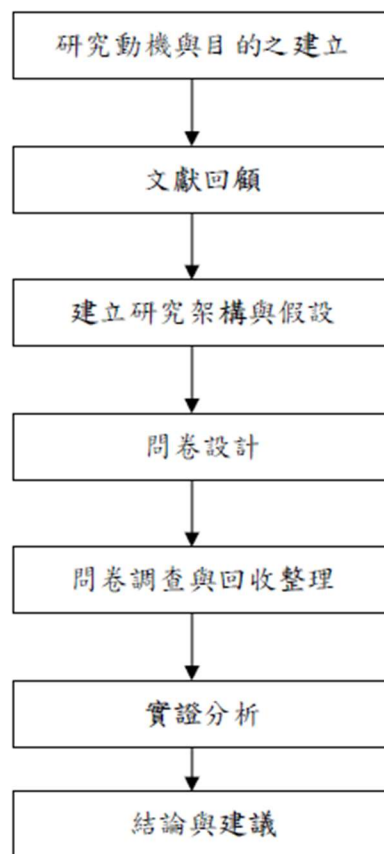 研究動機與目的之建立
文獻回顧
建立研究架構與假設
問卷設計
問卷調查與回收整理
實證分析
結論與建議